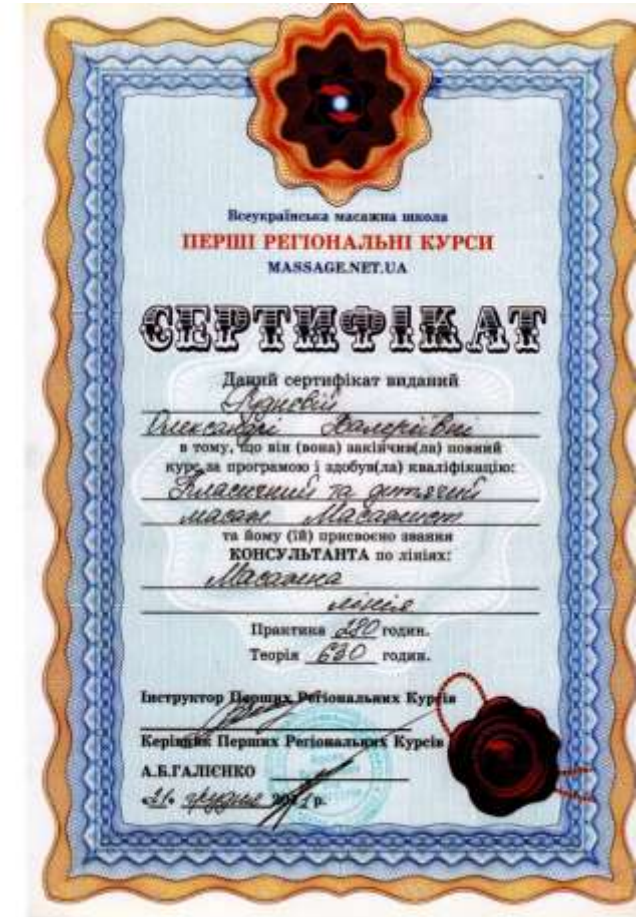 Всеукраїнська масажна школа
ПЕРШІ РЕГІОНАЛЬНІ КУРСИ
MASSAGE.NET.UA
СЕРТИФІКАТ
Даний сертифікат виданий
Олександрі Валеріївні
в тому, що він (вона) закінчив(ла) повний
курс за програмою і здобув(ла) кваліфікацію:
Класичний та дитячий
масаж Масажист
та йому (їй) присвоєно звання
КОНСУЛЬТАНТА по лініях:
Масажна
лінія
Практика 280 годин.
Теорія 630 годин.
Інструктор Перших Регіональних Курсів
Керівник Перших Регіональних Курсів
А.Б.ГАЛІЄНКО
«21» грудня р.